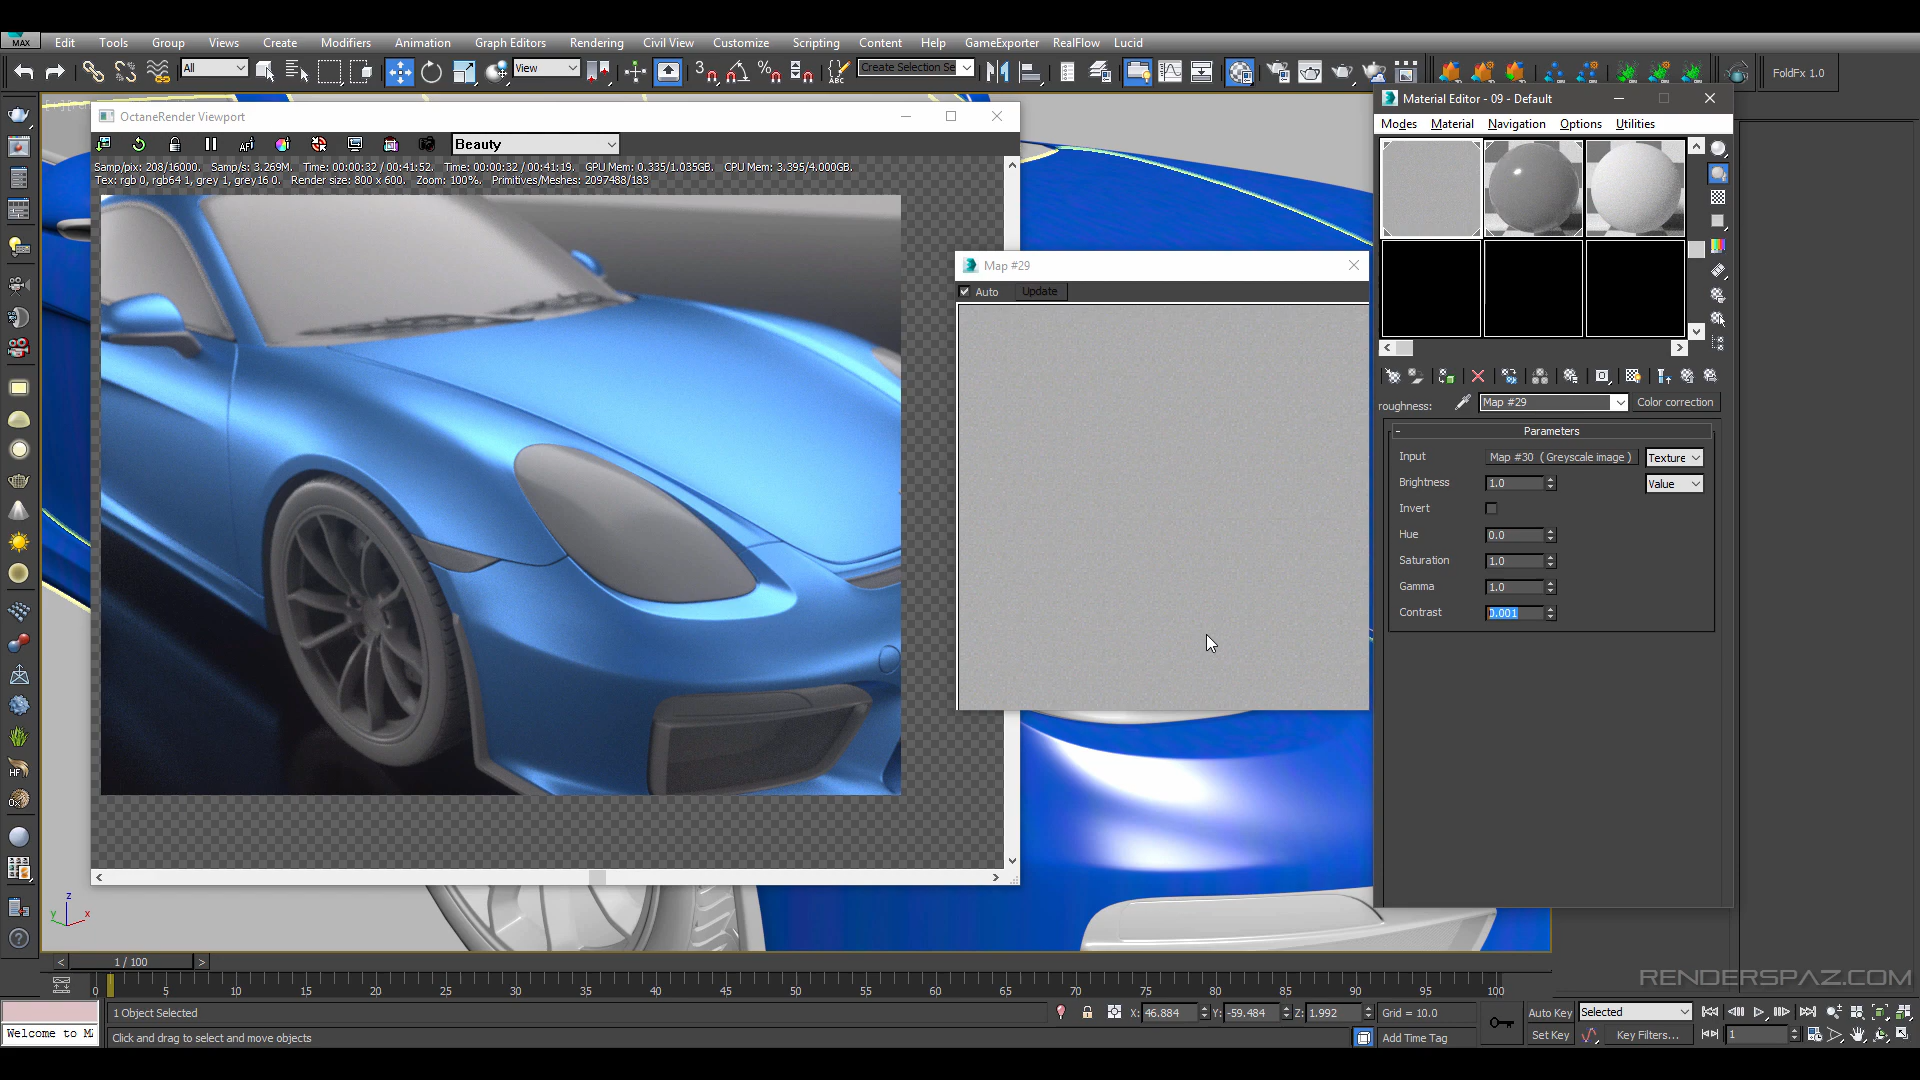 MAX Edit Tools Group Views Create Modifiers Animation Graph Editors Rendering Civil View Customize Scripting Content Help GameExporter RealFlow Lucid
All View 3 Create Selection Se FoldFx 1.0
OctaneRender Viewport
Beauty
Samp/pix: 208/16000. Samp/s: 3.269M. Time: 00:00:32 / 00:41:52. Time: 00:00:32 / 00:41:19. GPU Mem: 0.335/1.035GB. CPU Mem: 3.395/4.000GB.
Tex: rgb 0, rgb64 1, grey 1, grey16 0. Render size: 800 x 600. Zoom: 100%. Primitives/Meshes: 2097488/183
Map #29
Auto Update
Material Editor - 09 - Default
Modes Material Navigation Options Utilities
roughness: Map #29 Color correction
Parameters
Input Map #30 ( Greyscale image ) Texture
Brightness 1.0 Value
Invert
Hue 0.0
Saturation 1.0
Gamma 1.0
Contrast 0.001
HF
z
y x
< 1 / 100 >
0 5 10 15 20 25 30 35 40 45 50 55 60 65 70 75 80 85 90 95 100
RENDERSPAZ.COM
1 Object Selected X: 46.884 Y: -59.484 Z: 1.992 Grid = 10.0 Auto Key Selected
Welcome to M Click and drag to select and move objects Add Time Tag Set Key Key Filters... 1